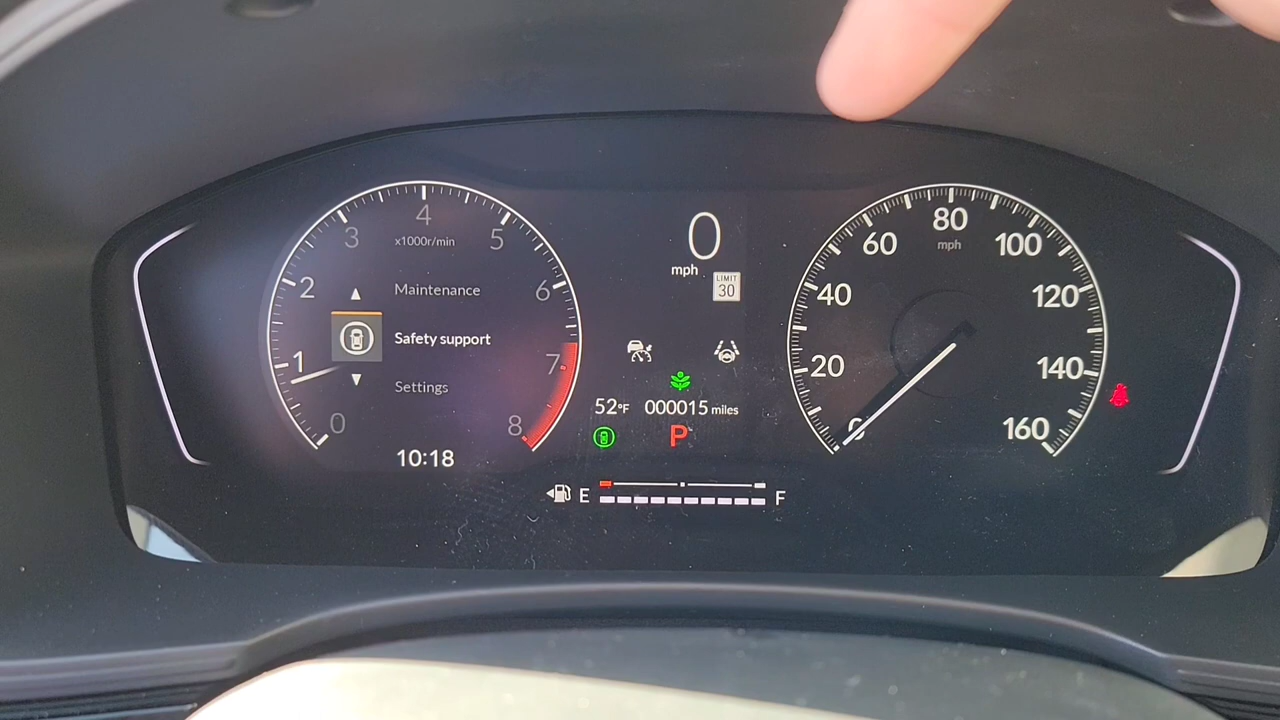 4
3
x1000r/min
5
2
Maintenance
6
Safety support
1
7
Settings
0
8
10:18
0
mph
LIMIT
30
52°F
000015 miles
P
E
F
80
60
mph
100
40
120
20
140
0
160